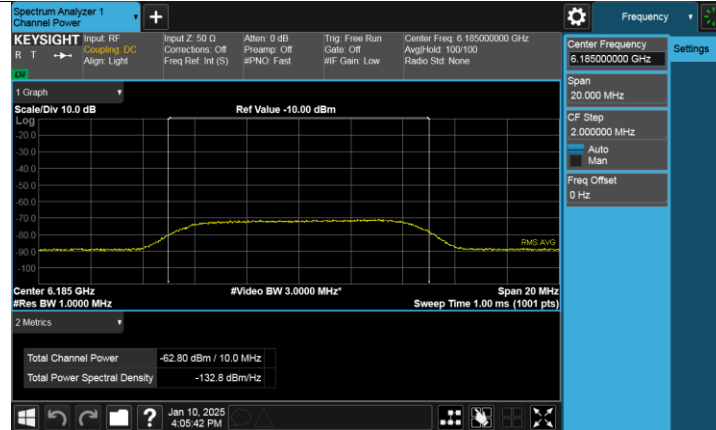 Spectrum Analyzer 1
Channel Power
+
Frequency
KEYSIGHT
R T
LXI
Input: RF
Coupling: DC
Align: Light
Input Z: 50 Ω
Corrections: Off
Freq Ref: Int (S)
Atten: 0 dB
Preamp: Off
#PNO: Fast
Trig: Free Run
Gate: Off
#IF Gain: Low
Center Freq: 6.185000000 GHz
Avg|Hold: 100/100
Radio Std: None
Center Frequency
6.185000000 GHz
Settings
Span
20.000 MHz
CF Step
2.000000 MHz
Auto
Man
Freq Offset
0 Hz
1 Graph
Scale/Div 10.0 dB
Ref Value -10.00 dBm
Log
-20.0
-30.0
-40.0
-50.0
-60.0
-70.0
-80.0
-90.0
-100
RMS AVG
Center 6.185 GHz
#Video BW 3.0000 MHz*
Span 20 MHz
#Res BW 1.0000 MHz
Sweep Time 1.00 ms (1001 pts)
2 Metrics
Total Channel Power -62.80 dBm / 10.0 MHz
Total Power Spectral Density -132.8 dBm/Hz
?
Jan 10, 2025
4:05:42 PM